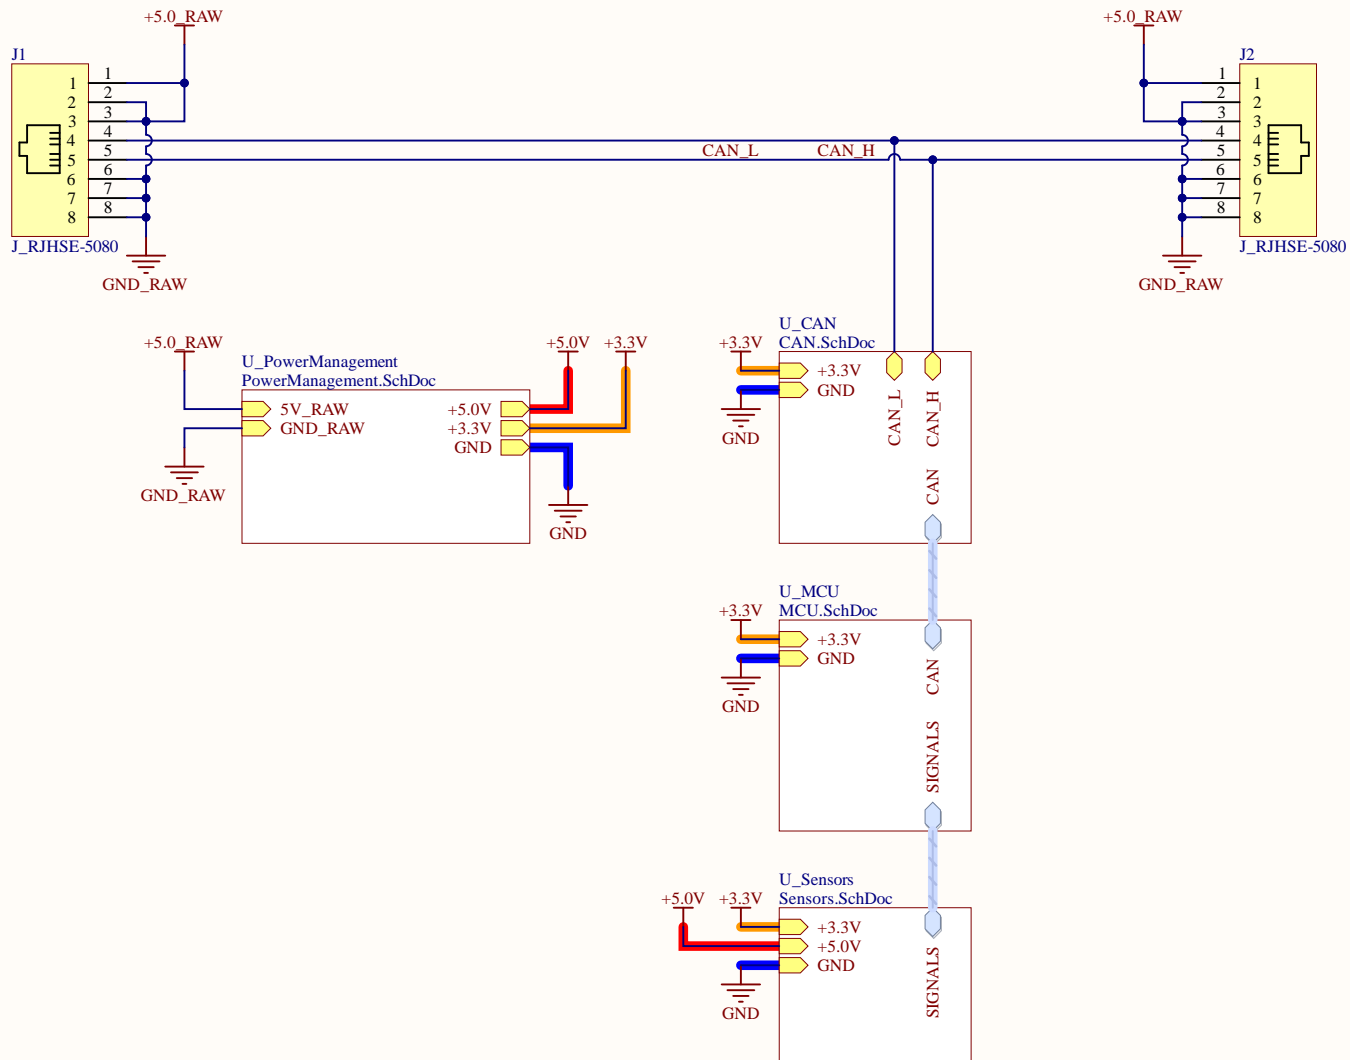 +5.0_RAW
+5.0_RAW
J1
1
2
3
4
5
6
7
8
1
2
3
4
5
6
7
8
J_RJHSE-5080
GND_RAW
CAN_L
CAN_H
J2
1
2
3
4
5
6
7
8
1
2
3
4
5
6
7
8
J_RJHSE-5080
GND_RAW
+5.0_RAW
U_PowerManagement
PowerManagement.SchDoc
5V_RAW
GND_RAW
+5.0V
+3.3V
GND
GND_RAW
+5.0V
+3.3V
GND
U_CAN
CAN.SchDoc
+3.3V
+3.3V
GND
GND
CAN_L
CAN_H
CAN
U_MCU
MCU.SchDoc
+3.3V
+3.3V
GND
GND
CAN
SIGNALS
U_Sensors
Sensors.SchDoc
+5.0V
+3.3V
+3.3V
+5.0V
GND
GND
SIGNALS